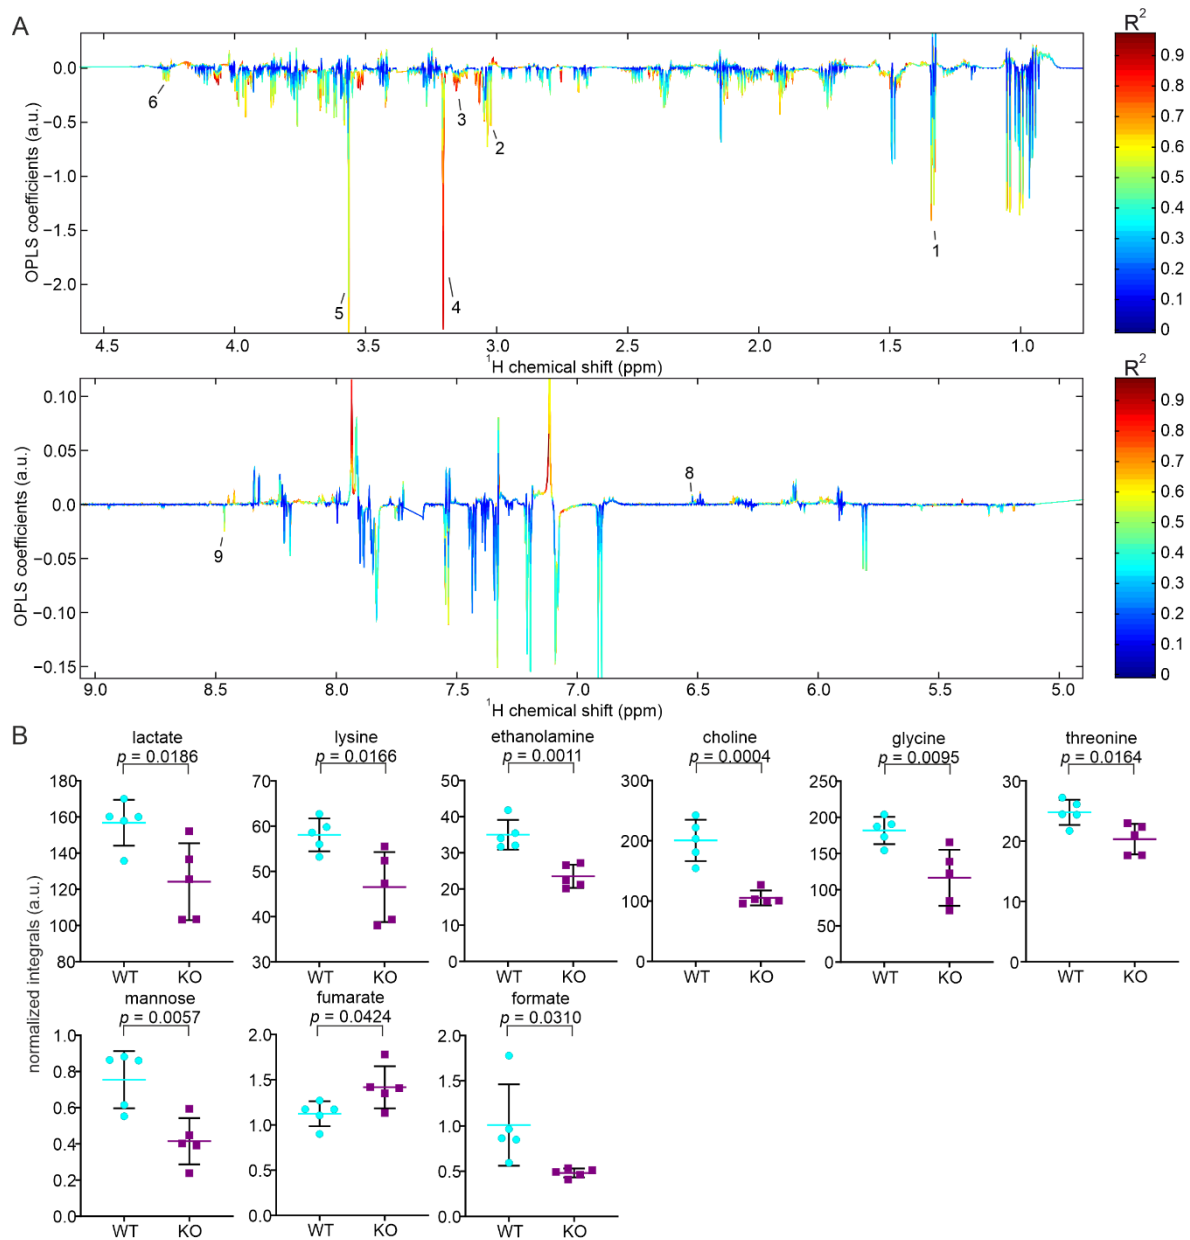 A
R2
0.0
−0.5
−1.0
−1.5
−2.0
OPLS coefficients (a.u.)
6
5
4
3
2
1
4.5 4.0 3.5 3.0 2.5 2.0 1.5 1.0
1H chemical shift (ppm)
0.9
0.8
0.7
0.6
0.5
0.4
0.3
0.2
0.1
0
R2
0.10
0.05
0.0
−0.05
−0.10
−0.15
OPLS coefficients (a.u.)
9
8
9.0 8.5 8.0 7.5 7.0 6.5 6.0 5.5 5.0
1H chemical shift (ppm)
0.9
0.8
0.7
0.6
0.5
0.4
0.3
0.2
0.1
0
B
normalized integrals (a.u.)
lactate
p = 0.0186
180
160
140
120
100
80
WT KO
lysine
p = 0.0166
70
60
50
40
30
WT KO
ethanolamine
p = 0.0011
50
40
30
20
10
0
WT KO
choline
p = 0.0004
300
200
100
0
WT KO
glycine
p = 0.0095
250
200
150
100
50
0
WT KO
threonine
p = 0.0164
30
20
10
0
WT KO
mannose
p = 0.0057
1.0
0.8
0.6
0.4
0.2
0.0
WT KO
fumarate
p = 0.0424
2.0
1.5
1.0
0.5
0.0
WT KO
formate
p = 0.0310
2.0
1.5
1.0
0.5
0.0
WT KO